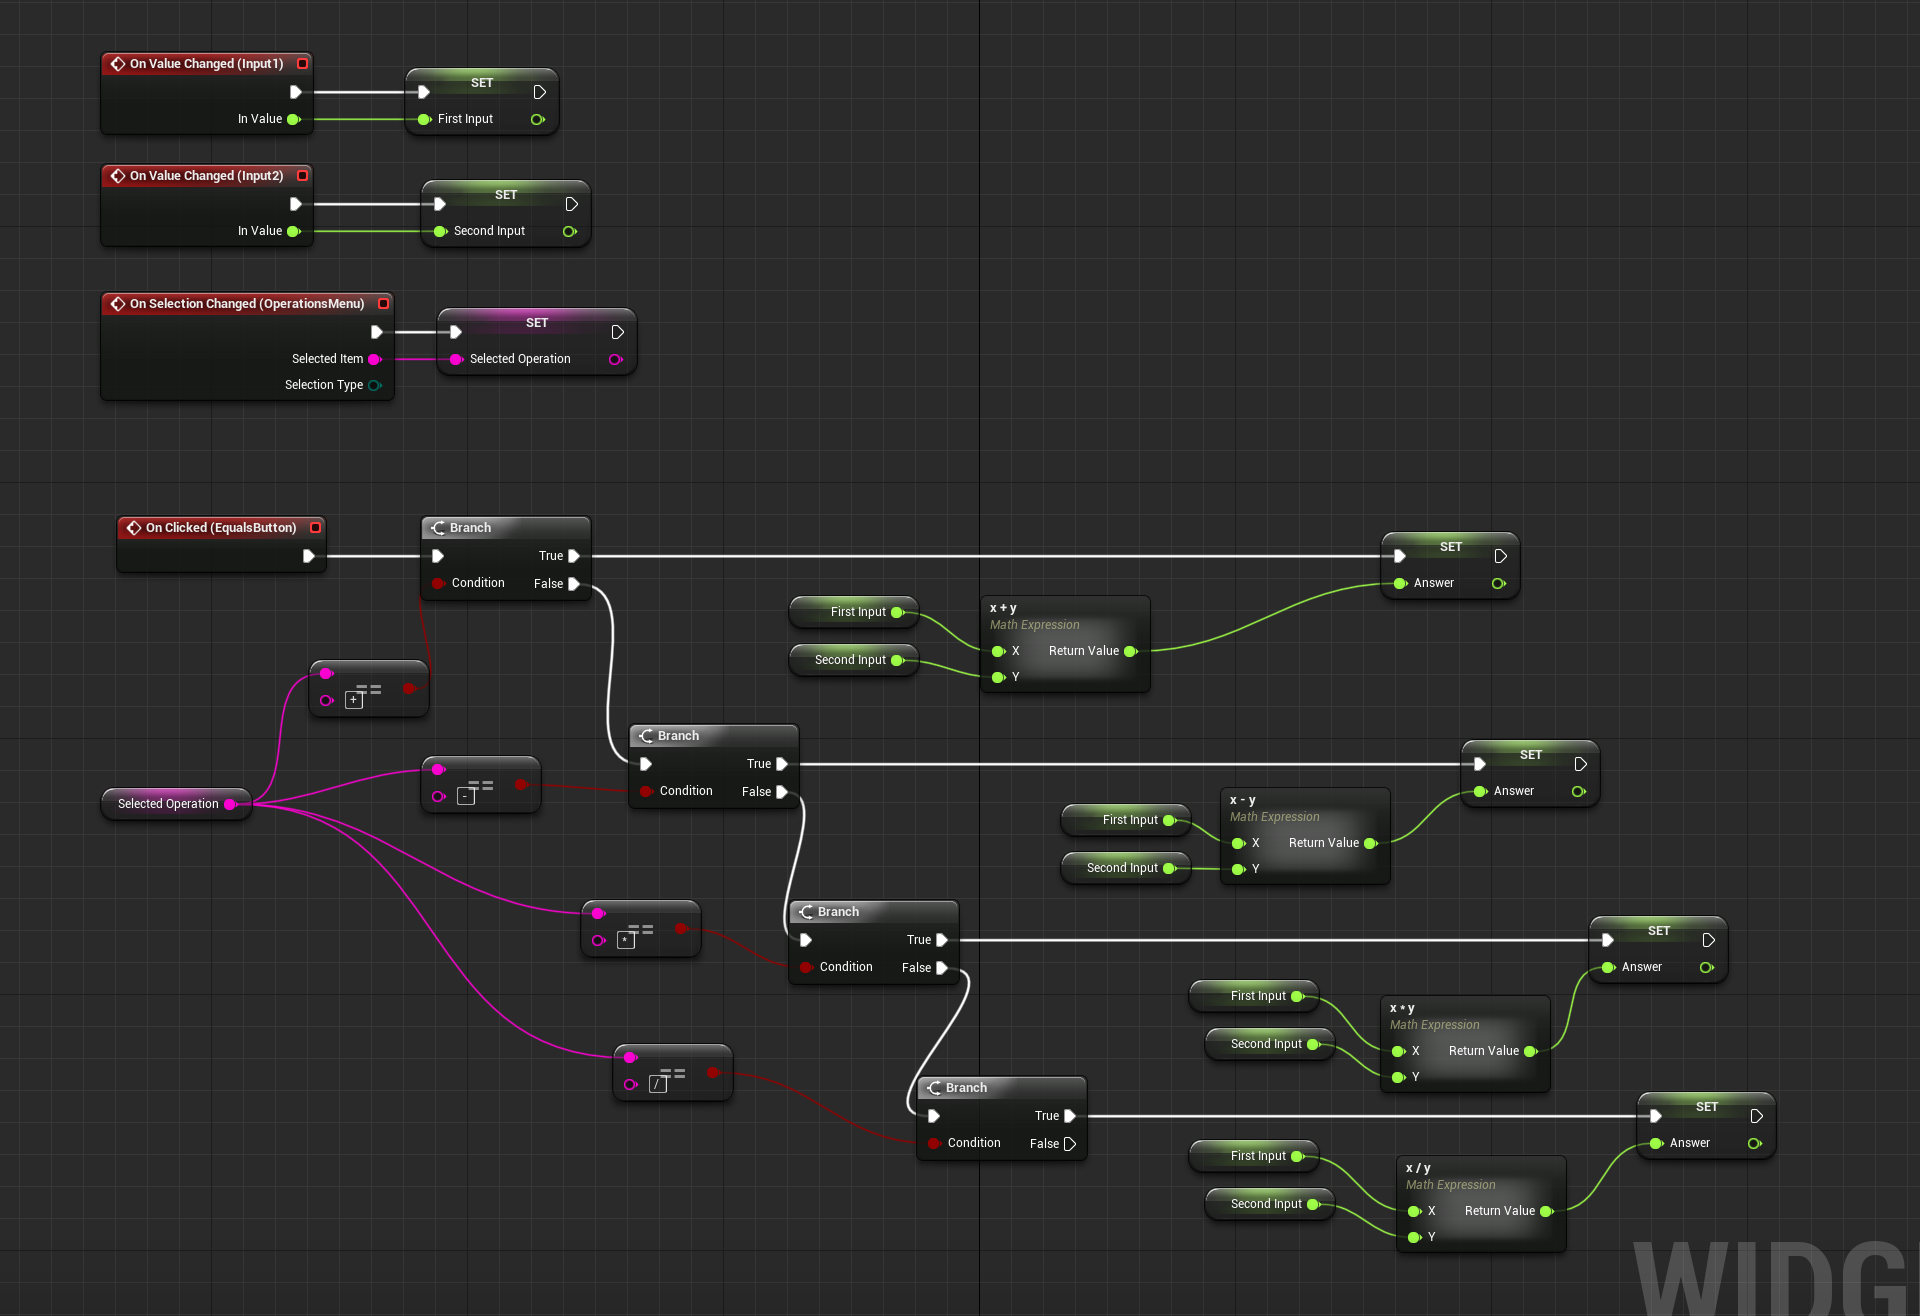 On Value Changed (Input1)
In Value
SET
First Input
On Value Changed (Input2)
In Value
SET
Second Input
On Selection Changed (OperationsMenu)
Selected Item
Selection Type
SET
Selected Operation
On Clicked (EqualsButton)
Branch
True
Condition
False
SET
Answer
First Input
Second Input
x + y
Math Expression
X
Return Value
Y
==
+
Selected Operation
==
-
Branch
True
Condition
False
SET
Answer
First Input
Second Input
x - y
Math Expression
X
Return Value
Y
==
*
Branch
True
Condition
False
SET
Answer
First Input
Second Input
x * y
Math Expression
X
Return Value
Y
==
/
Branch
True
Condition
False
SET
Answer
First Input
Second Input
x / y
Math Expression
X
Return Value
Y
WIDG